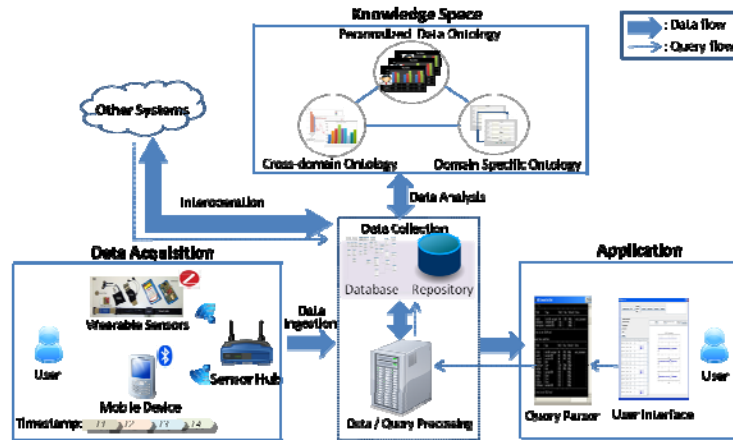 Knowledge Space
Personalized Data Ontology
: Data flow
: Query flow
Other Systems
Cross-domain Ontology
Domain Specific Ontology
Interoperation
Data Analysis
Data Acquisition
Data Collection
Application
Database
Repository
Wearable Sensors
Data
Ingestion
User
Sensor Hub
Mobile Device
Timestamp:
t1
t2
t3
t4
Data / Query Processing
Query Parser
User Interface
User